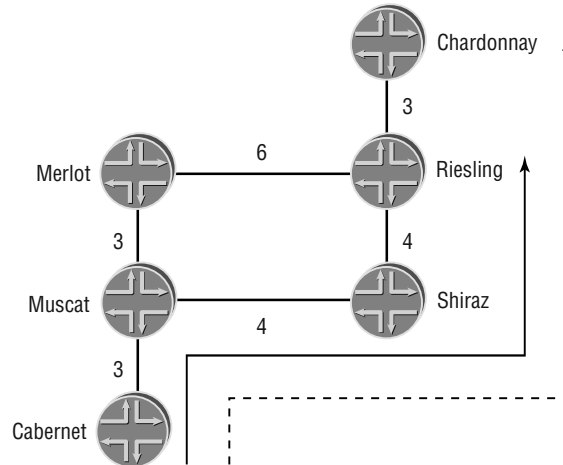 Chardonnay
3
6
Merlot
Riesling
3
4
Muscat
Shiraz
4
3
Cabernet